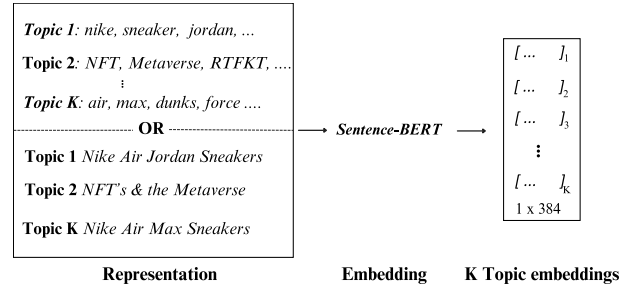 Topic 1: nike, sneaker, jordan, ...
Topic 2: NFT, Metaverse, RTFKT, ....
⋮
Topic K: air, max, dunks, force ....
OR
Topic 1 Nike Air Jordan Sneakers
Topic 2 NFT's & the Metaverse
Topic K Nike Air Max Sneakers
Representation
Sentence-BERT
Embedding
[ ... ]1
[ ... ]2
[ ... ]3
⋮
[ ... ]K
1 x 384
K Topic embeddings